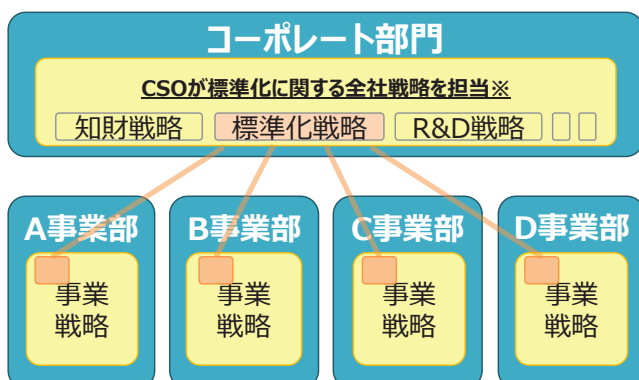 コーポレート部門
CSOが標準化に関する全社戦略を担当※
知財戦略 標準化戦略 R&D戦略
A事業部 B事業部 C事業部 D事業部
事業 事業 事業 事業
戦略 戦略 戦略 戦略